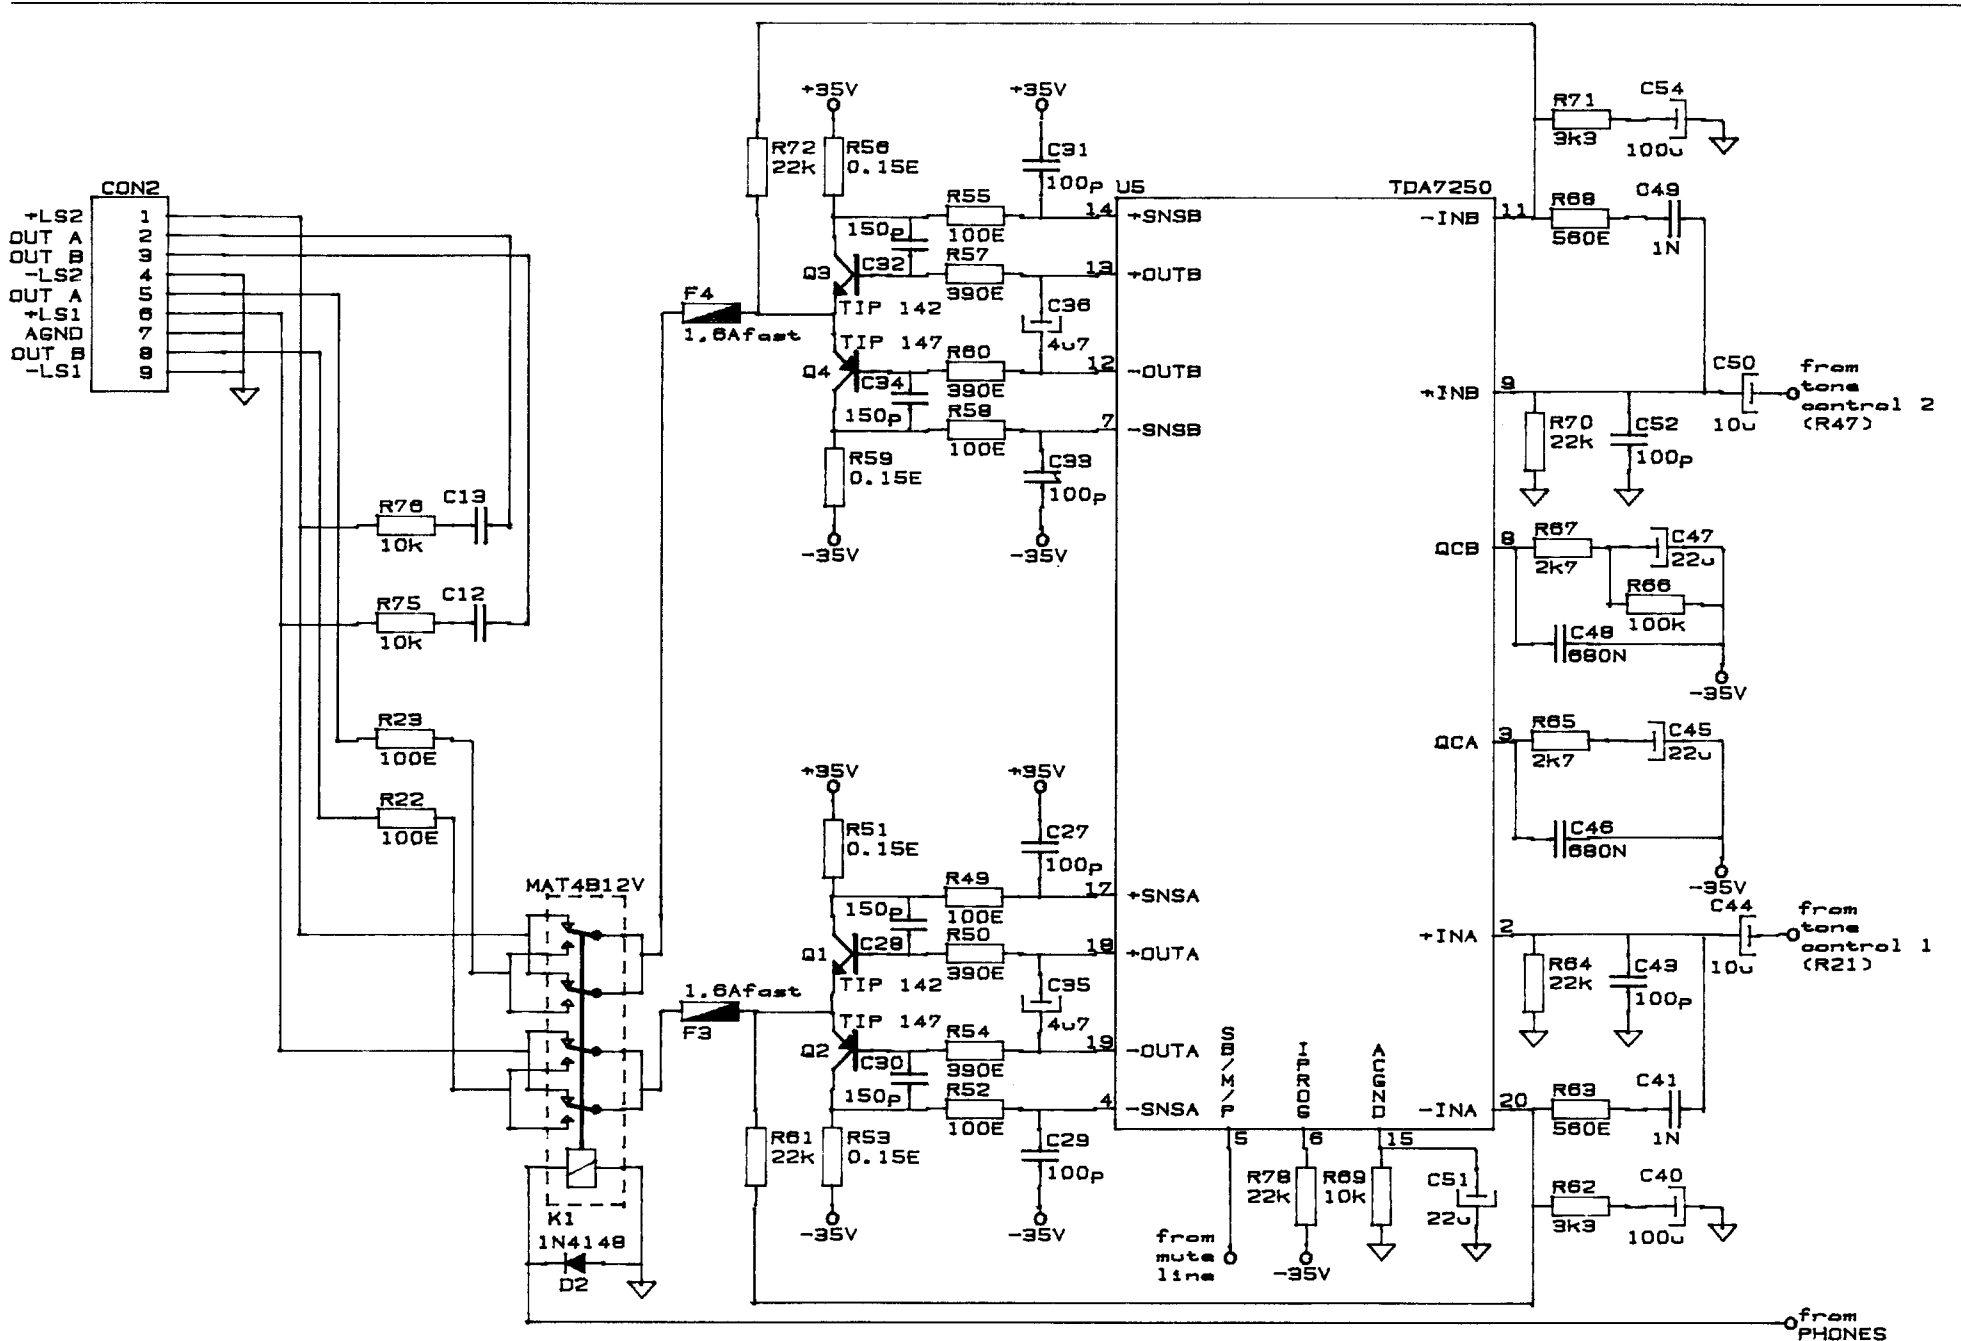 +35V
+35V
C54
R71
3k3
100u
R72
22k
R56
0.15E
C31
100p
U5
TDA7250
CON2
+LS2 1
OUT A 2
OUT B 3
-LS2 4
OUT A 5
+LS1 6
AGND 7
OUT B 8
-LS1 9
R55
100E
14 +SNSB
-INB 11
R68
560E
C49
1N
150p
C32
R57
390E
13 +OUTB
Q3
TIP 142
F4
1,6Afast
C36
4u7
TIP 147
Q4
C34
150p
R60
390E
12 -OUTB
R58
100E
7 -SNSB
+INB 9
C50
10u
from
tone
control 2
(R47)
R70
22k
C52
100p
R59
0.15E
C33
100p
-35V
-35V
R76
10k
C13
R75
10k
C12
QCB 8
R67
2k7
C47
22u
R66
100k
C48
680N
-35V
R23
100E
R22
100E
QCA 3
R65
2k7
C45
22u
C46
680N
-35V
+35V
+35V
R51
0.15E
C27
100p
MAT4B12V
R49
100E
17 +SNSA
150p
C28
R50
390E
18 +OUTA
Q1
TIP 142
1.6Afast
F3
C35
4u7
TIP 147
Q2
C30
150p
R54
390E
19 -OUTA
R52
100E
4 -SNSA
+INA 2
C44
10u
from
tone
control 1
(R21)
R64
22k
C43
100p
SB/M/P
IPROG
ACGND
-INA 20
R63
560E
C41
1N
5
6
15
R61
22k
R53
0.15E
C29
100p
R78
22k
R69
10k
C51
22u
R62
3k3
C40
100u
K1
1N4148
D2
-35V
-35V
from
mute
line
-35V
from
PHONES